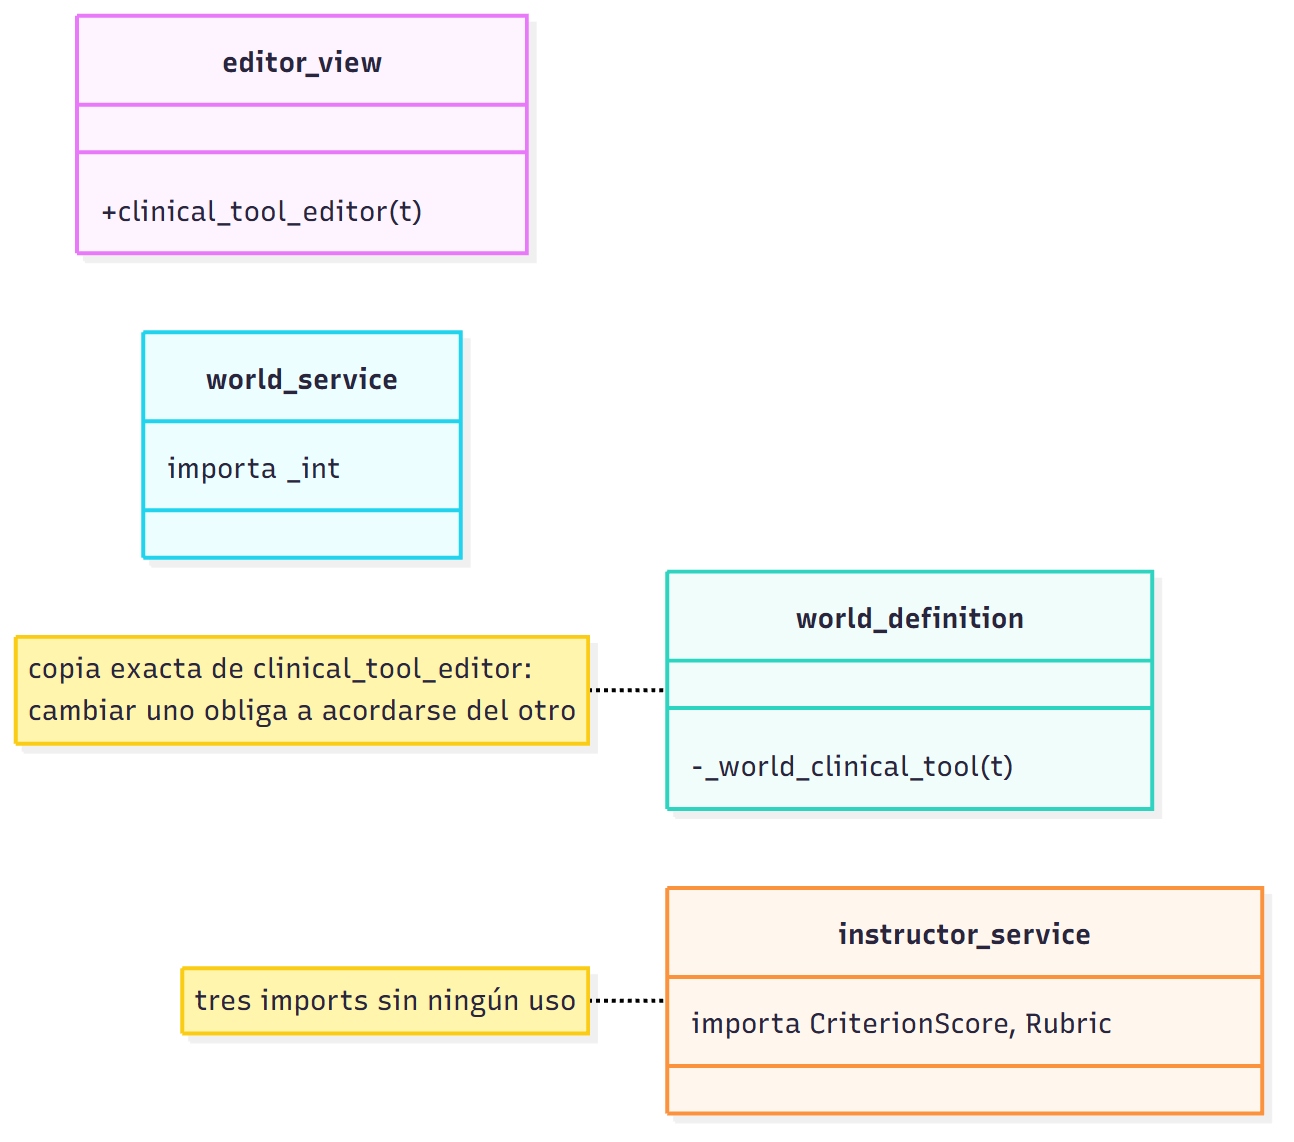 editor_view
+clinical_tool_editor(t)
world_service
importa _int
copia exacta de clinical_tool_editor:
cambiar uno obliga a acordarse del otro
world_definition
-_world_clinical_tool(t)
tres imports sin ningún uso
instructor_service
importa CriterionScore, Rubric